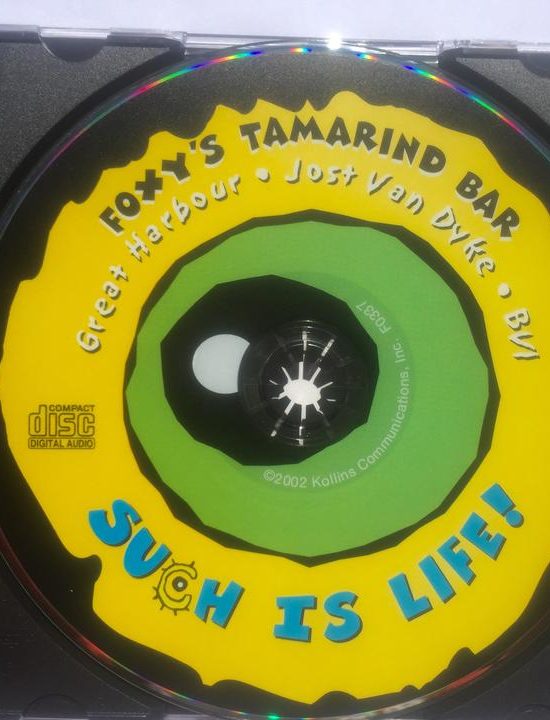 FOXY'S TAMARIND BAR
Great Harbour • Jost Van Dyke • BVI
F0337
©2002 Kollins Communications, Inc.
COMPACT
disc
DIGITAL AUDIO
SUCH IS LIFE!